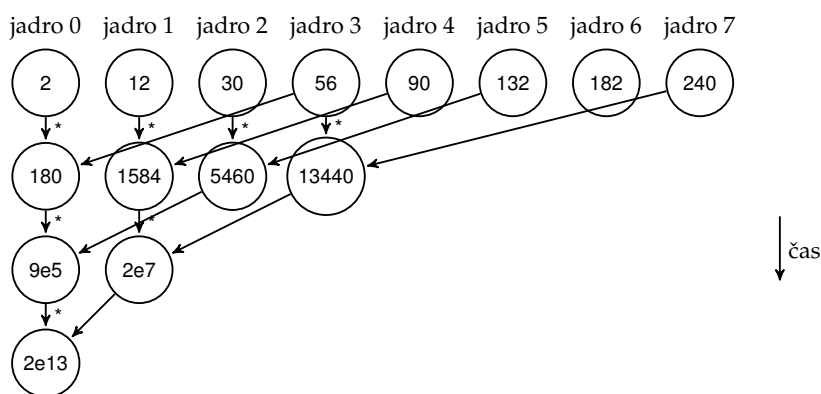 jadro 0 jadro 1 jadro 2 jadro 3 jadro 4 jadro 5 jadro 6 jadro 7
2 12 30 56 90 132 182 240
* * * *
180 1584 5460 13440
* *
9e5 2e7
čas
*
2e13